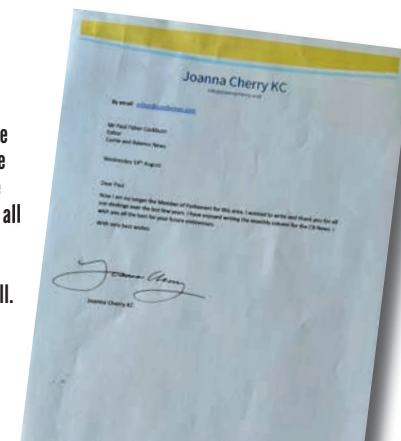 Joanna Cherry KC
By email:
Mr Paul Fisher Cockburn
Editor
Currie and Balerno News
Wednesday 14th August
Dear Paul
Now I am no longer the Member of Parliament for this area, I wanted to write and thank you for all
our dealings over the last few years. I have enjoyed writing the monthly column for the CB News. I
wish you all the best for your future endeavours.
With very best wishes
Joanna Cherry
Joanna Cherry KC
all